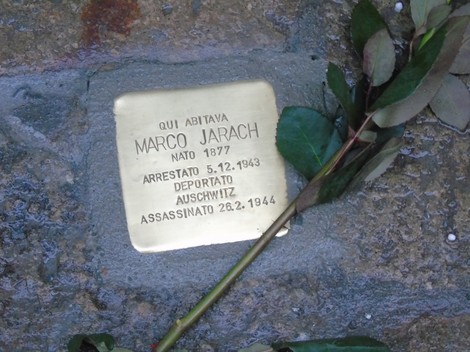 QUI ABITAVA
MARCO JARACH
NATO 1877
ARRESTATO 5.12.1943
DEPORTATO
AUSCHWITZ
ASSASSINATO 26.2.1944